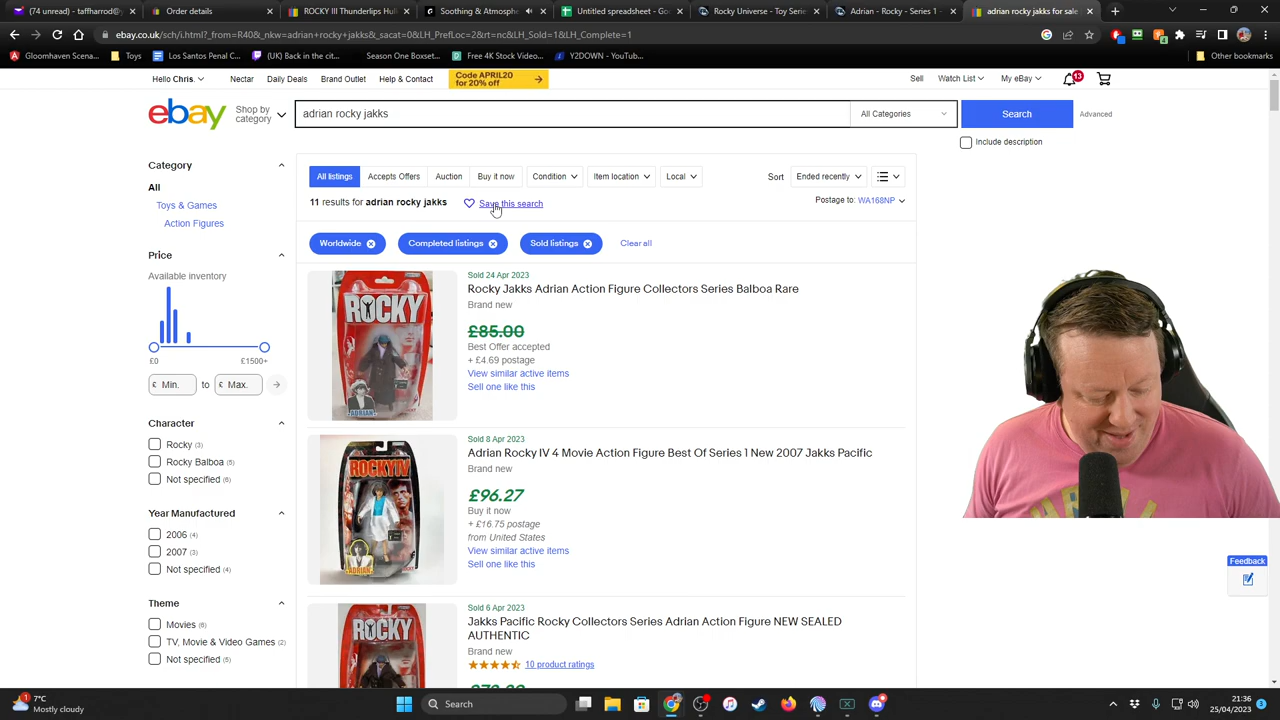 (7) message - tafharrod@
Order details
ROCKY III Thunderlips Hulk
Soothing & Atmosphe
Untitled spreadsheet - Go
Rocky Universe - Toy Serie
Adrian - Rocky - Series 1 -
Adrian rocky jakks for sale
ebay.co.uk/sch/i.html?_from=R40&_nkw=adrian+rocky+jakks&_sacat=0&LH_PrefLoc=2&rt=nc&LH_Sold=1&LH_Complete=1
Gloomhaven Scena...
Toys
Los Santos Penal C...
(UK) Back in the cit...
Season One Boxset...
Free 4K Stock Video...
Y2DOWN - YouTub...
Other bookmarks
Hello Chris.
Nectar
Daily Deals
Brand Outlet
Help & Contact
Code APRIL20
for 20% off
Sell
Watch List
My eBay
13
ebay
Shop by
category
adrian rocky jakks
All Categories
Search
Advanced
Include description
Category
All
Toys & Games
Action Figures
Price
Available inventory
£0
£1500+
£ Min.
to
£ Max.
Character
Rocky (3)
Rocky Balboa (5)
Not specified (6)
Year Manufactured
2006 (4)
2007 (3)
Not specified (4)
Theme
Movies (6)
TV, Movie & Video Games (2)
Not specified (5)
All listings
Accepts Offers
Auction
Buy it now
Condition
Item location
Local
Sort
Ended recently
11 results for adrian rocky jakks
Save this search
Postage to: WA168NP
Worldwide
Completed listings
Sold listings
Clear all
ROCKY
ADRIAN
Sold 24 Apr 2023
Rocky Jakks Adrian Action Figure Collectors Series Balboa Rare
Brand new
£85.00
Best Offer accepted
+ £4.69 postage
View similar active items
Sell one like this
ROCKY IV
ADRIAN
Sold 8 Apr 2023
Adrian Rocky IV 4 Movie Action Figure Best Of Series 1 New 2007 Jakks Pacific
Brand new
£96.27
Buy it now
+ £16.75 postage
from United States
View similar active items
Sell one like this
ROCKY
Sold 6 Apr 2023
Jakks Pacific Rocky Collectors Series Adrian Action Figure NEW SEALED
AUTHENTIC
Brand new
10 product ratings
Feedback
1
7°C
Mostly cloudy
Search
21:36
25/04/2023